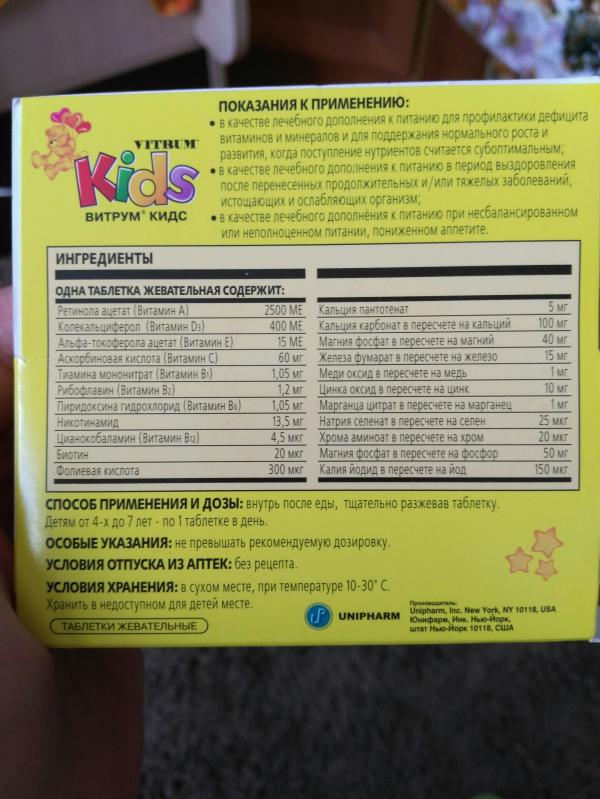 ПОКАЗАНИЯ К ПРИМЕНЕНИЮ:
• в качестве лечебного дополнения к питанию для профилактики дефицита
витаминов и минералов и для поддержания нормального роста и
развития, когда поступление нутриентов считается субоптимальным;
• в качестве лечебного дополнения к питанию в период выздоровления
после перенесенных продолжительных и/или тяжелых заболеваний,
истощающих и ослабляющих организм;
• в качестве лечебного дополнения к питанию при несбалансированном
или неполноценном питании, пониженном аппетите.
VITRUM
Kids
ВИТРУМ® КИДС
ИНГРЕДИЕНТЫ
ОДНА ТАБЛЕТКА ЖЕВАТЕЛЬНАЯ СОДЕРЖИТ:
Ретинола ацетат (Витамин A) 2500 МЕ
Колекальциферол (Витамин D3) 400 МЕ
Альфа-токоферола ацетат (Витамин E) 15 МЕ
Аскорбиновая кислота (Витамин C) 60 мг
Тиамина мононитрат (Витамин B1) 1,05 мг
Рибофлавин (Витамин B2) 1,2 мг
Пиридоксина гидрохлорид (Витамин B6) 1,05 мг
Никотинамид 13,5 мг
Цианокобаламин (Витамин B12) 4,5 мкг
Биотин 20 мкг
Фолиевая кислота 300 мкг
Кальция пантотенат 5 мг
Кальция карбонат в пересчете на кальций 100 мг
Магния фосфат в пересчете на магний 40 мг
Железа фумарат в пересчете на железо 15 мг
Меди оксид в пересчете на медь 1 мг
Цинка оксид в пересчете на цинк 10 мг
Марганца цитрат в пересчете на марганец 1 мг
Натрия селенат в пересчете на селен 25 мкг
Хрома аминоат в пересчете на хром 20 мкг
Магния фосфат в пересчете на фосфор 50 мг
Калия йодид в пересчете на йод 150 мкг
СПОСОБ ПРИМЕНЕНИЯ И ДОЗЫ: внутрь после еды, тщательно разжевав таблетку.
Детям от 4-х до 7 лет - по 1 таблетке в день.
ОСОБЫЕ УКАЗАНИЯ: не превышать рекомендуемую дозировку.
УСЛОВИЯ ОТПУСКА ИЗ АПТЕК: без рецепта.
УСЛОВИЯ ХРАНЕНИЯ: в сухом месте, при температуре 10-30° С.
Хранить в недоступном для детей месте.
ТАБЛЕТКИ ЖЕВАТЕЛЬНЫЕ
UNIPHARM
Производитель:
Unipharm, Inc. New York, NY 10118, USA
Юнифарм, Инк. Нью-Йорк,
штат Нью-Йорк 10118, США